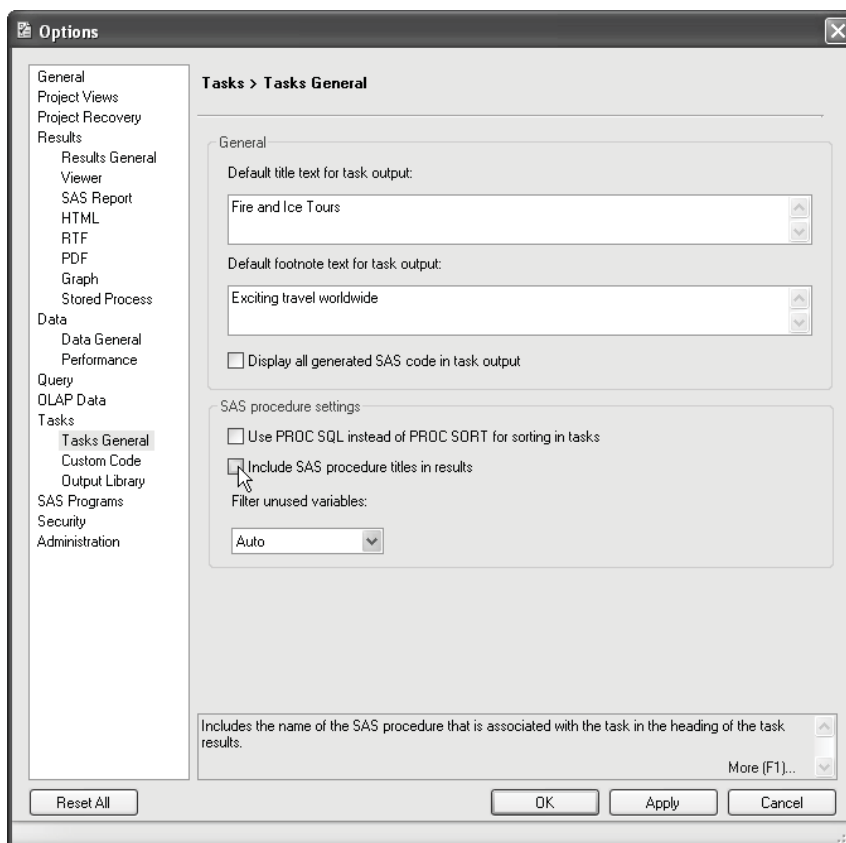 Options
General
Project Views
Project Recovery
Results
Results General
Viewer
SAS Report
HTML
RTF
PDF
Graph
Stored Process
Data
Data General
Performance
Query
OLAP Data
Tasks
Tasks General
Custom Code
Output Library
SAS Programs
Security
Administration
Tasks > Tasks General
General
Default title text for task output:
Fire and Ice Tours
Default footnote text for task output:
Exciting travel worldwide
Display all generated SAS code in task output
SAS procedure settings
Use PROC SQL instead of PROC SORT for sorting in tasks
Include SAS procedure titles in results
Filter unused variables:
Auto
Includes the name of the SAS procedure that is associated with the task in the heading of the task
results.
More (F1)...
Reset All
OK
Apply
Cancel